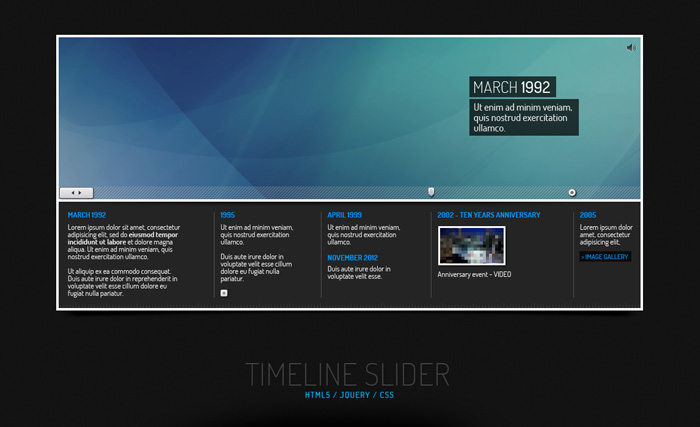 MARCH 1992
Ut enim ad minim veniam,
quis nostrud exercitation
ullamco.
MARCH 1992
Lorem ipsum dolor sit amet, consectetur
adipisicing elit, sed do eiusmod tempor
incididunt ut labore et dolore magna
aliqua. Ut enim ad minim veniam, quis
nostrud exercitation ullamco.
Ut aliquip ex ea commodo consequat.
Duis aute irure dolor in reprehenderit in
voluptate velit esse cillum dolore eu
fugiat nulla pariatur.
1995
Ut enim ad minim veniam,
quis nostrud exercitation
ullamco.
Duis aute irure dolor in
voluptate velit esse cillum
dolore eu fugiat nulla
pariatur.
APRIL 1999
Ut enim ad minim veniam,
quis nostrud exercitation
ullamco.
NOVEMBER 2012
Duis aute irure dolor in
voluptate velit esse.
2002 - TEN YEARS ANNIVERSARY
Anniversary event - VIDEO
2005
Lorem ipsum dolor
amet, consectetur
adipisicing elit,
› IMAGE GALLERY
TIMELINE SLIDER
HTML5 / JQUERY / CSS